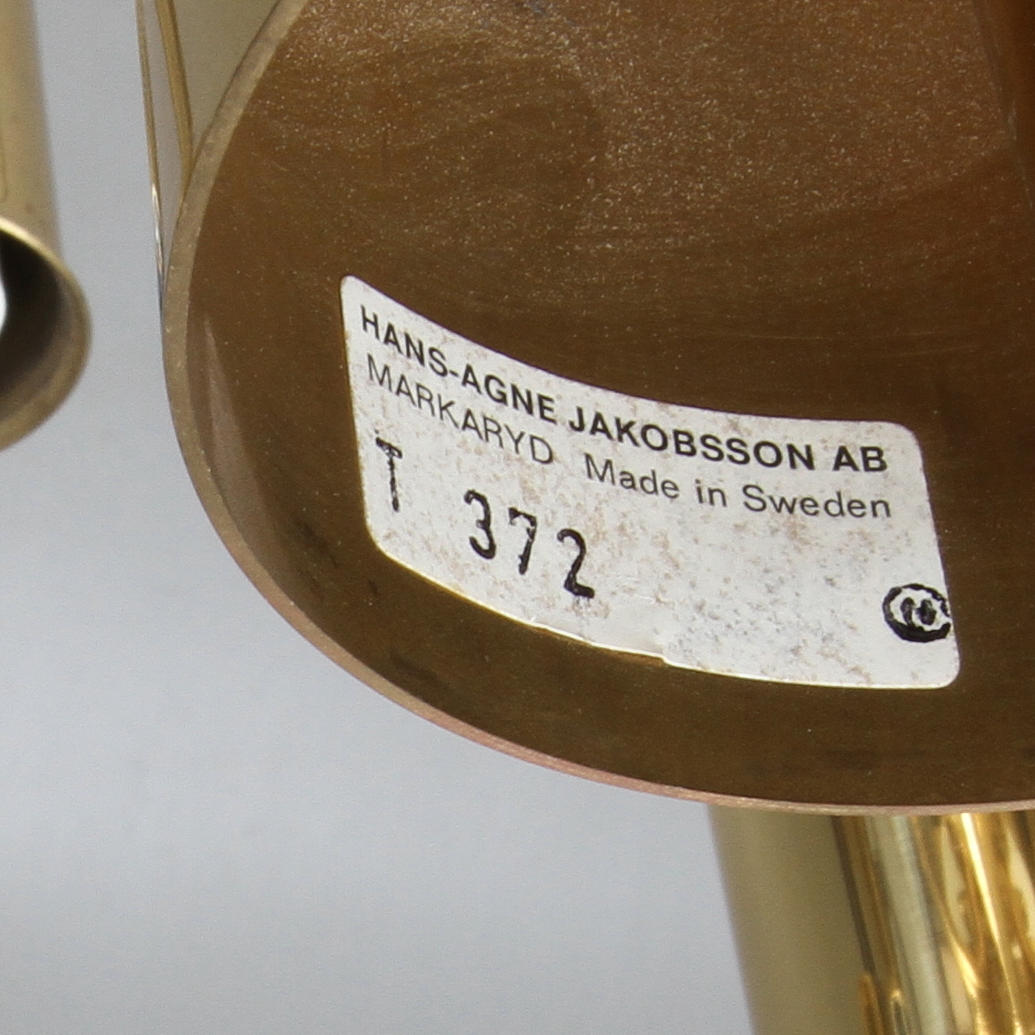 HANS-AGNE JAKOBSSON AB
MARKARYD Made in Sweden
T 372